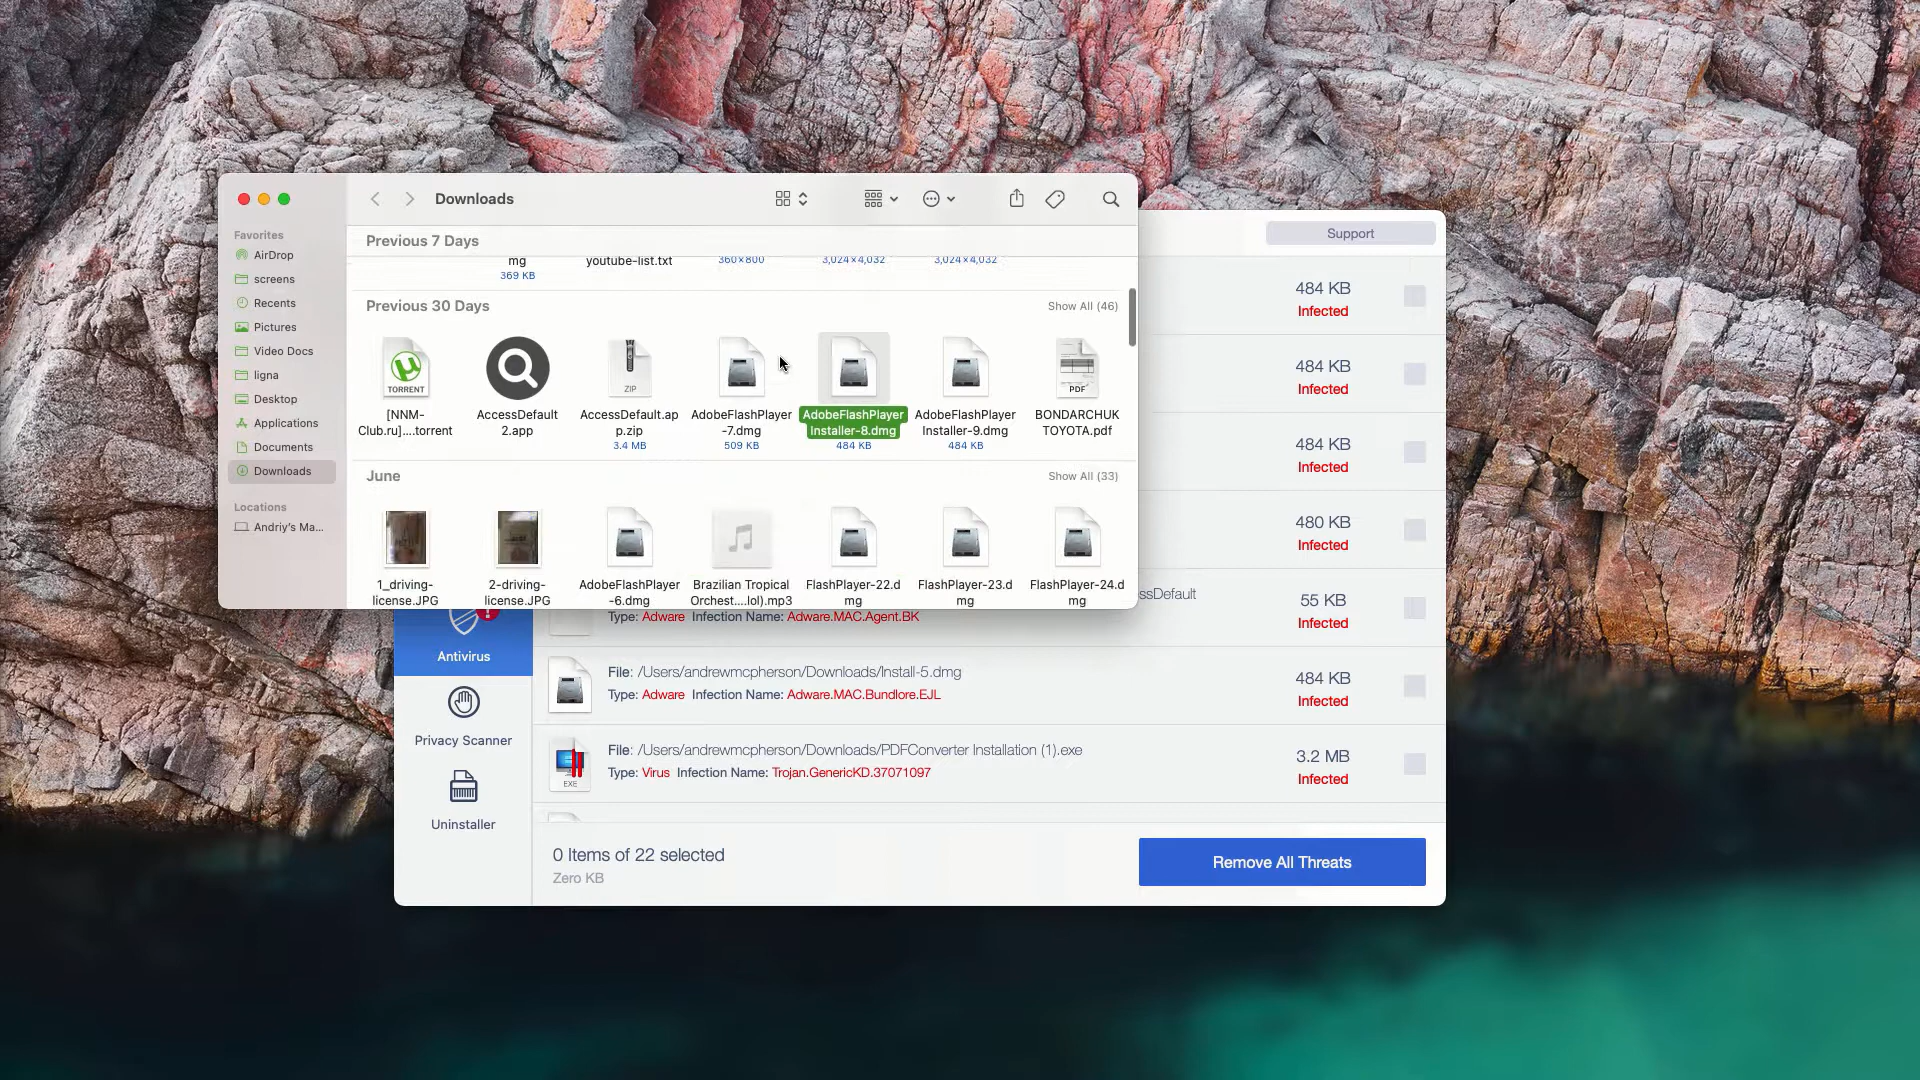 Downloads
Favorites
AirDrop
screens
Recents
Pictures
Video Docs
ligna
Desktop
Applications
Documents
Downloads
Locations
Andriy's Ma...
Previous 7 Days
mg
369 KB
youtube-list.txt
360×800
3,024×4,032
3,024×4,032
Previous 30 Days
Show All (46)
TORRENT
[NNM-
Club.ru]....torrent
AccessDefault
2.app
ZIP
AccessDefault.ap
p.zip
3.4 MB
AdobeFlashPlayer
-7.dmg
509 KB
AdobeFlashPlayer
Installer-8.dmg
484 KB
AdobeFlashPlayer
Installer-9.dmg
484 KB
PDF
BONDARCHUK
TOYOTA.pdf
June
Show All (33)
1_driving-
license.JPG
2-driving-
license.JPG
AdobeFlashPlayer
-6.dmg
Brazilian Tropical
Orchest....lol).mp3
FlashPlayer-22.d
mg
FlashPlayer-23.d
mg
FlashPlayer-24.d
mg
Support
484 KB
Infected
484 KB
Infected
484 KB
Infected
480 KB
Infected
ssDefault
Type: Adware Infection Name: Adware.MAC.Agent.BK
55 KB
Infected
File: /Users/andrewmcpherson/Downloads/Install-5.dmg
Type: Adware Infection Name: Adware.MAC.Bundlore.EJL
484 KB
Infected
EXE
File: /Users/andrewmcpherson/Downloads/PDFConverter Installation (1).exe
Type: Virus Infection Name: Trojan.GenericKD.37071097
3.2 MB
Infected
Antivirus
Privacy Scanner
Uninstaller
0 Items of 22 selected
Zero KB
Remove All Threats